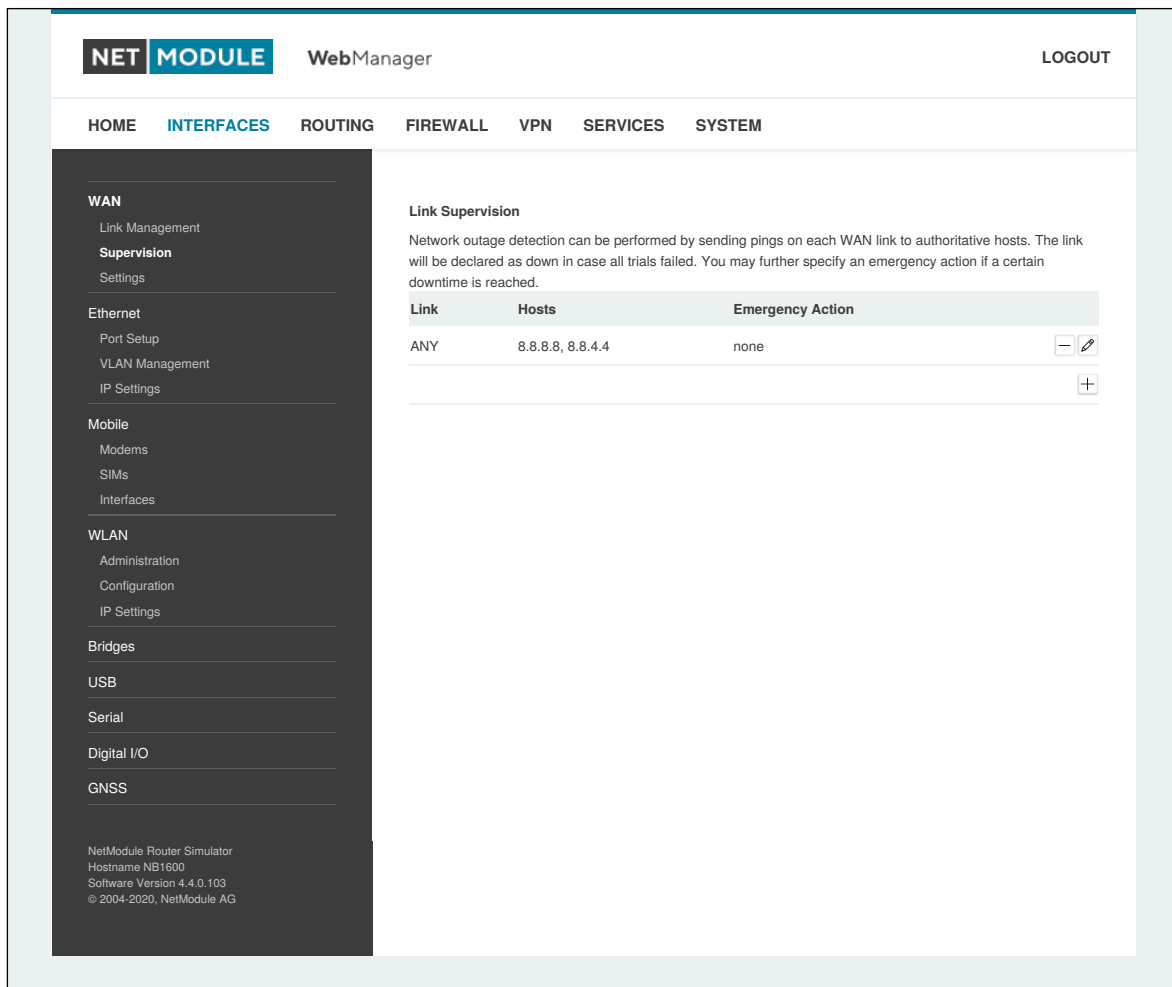 NET MODULE WebManager LOGOUT
HOME INTERFACES ROUTING FIREWALL VPN SERVICES SYSTEM
WAN
Link Management
Supervision
Settings
Ethernet
Port Setup
VLAN Management
IP Settings
Mobile
Modems
SIMs
Interfaces
WLAN
Administration
Configuration
IP Settings
Bridges
USB
Serial
Digital I/O
GNSS
NetModule Router Simulator
Hostname NB1600
Software Version 4.4.0.103
© 2004-2020, NetModule AG
Link Supervision
Network outage detection can be performed by sending pings on each WAN link to authoritative hosts. The link
will be declared as down in case all trials failed. You may further specify an emergency action if a certain
downtime is reached.
Link Hosts Emergency Action
ANY 8.8.8.8, 8.8.4.4 none